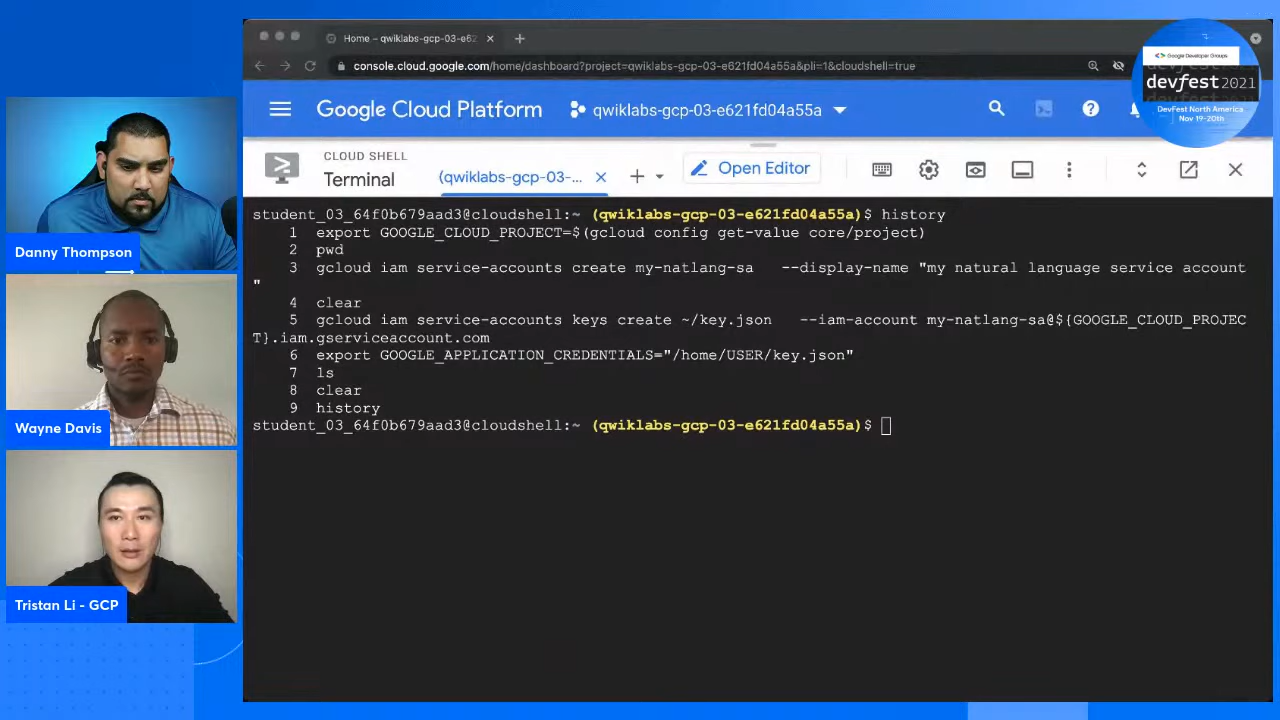 Home – qwiklabs-gcp-03-e62
console.cloud.google
me/dashboard?project=qwiklabs-gcp-03-e621fd04a55a&pli=1&cloudshell=true
<> Google Developer Groups
devfest2021
DevFest North America
Nov 19-20th
Google Cloud Platform
qwiklabs-gcp-03-e621fd04a55a
CLOUD SHELL
Terminal
(qwiklabs-gcp-03-...
Open Editor
student_03_64f0b679aad3@cloudshell:~ (qwiklabs-gcp-03-e621fd04a55a)$ history
1 export GOOGLE_CLOUD_PROJECT=$(gcloud config get-value core/project)
2 pwd
3 gcloud iam service-accounts create my-natlang-sa --display-name "my natural language service account
"
4 clear
5 gcloud iam service-accounts keys create ~/key.json --iam-account my-natlang-sa@${GOOGLE_CLOUD_PROJEC
T}.iam.gserviceaccount.com
6 export GOOGLE_APPLICATION_CREDENTIALS="/home/USER/key.json"
7 ls
8 clear
9 history
student_03_64f0b679aad3@cloudshell:~ (qwiklabs-gcp-03-e621fd04a55a)$
Danny Thompson
Wayne Davis
Tristan Li - GCP